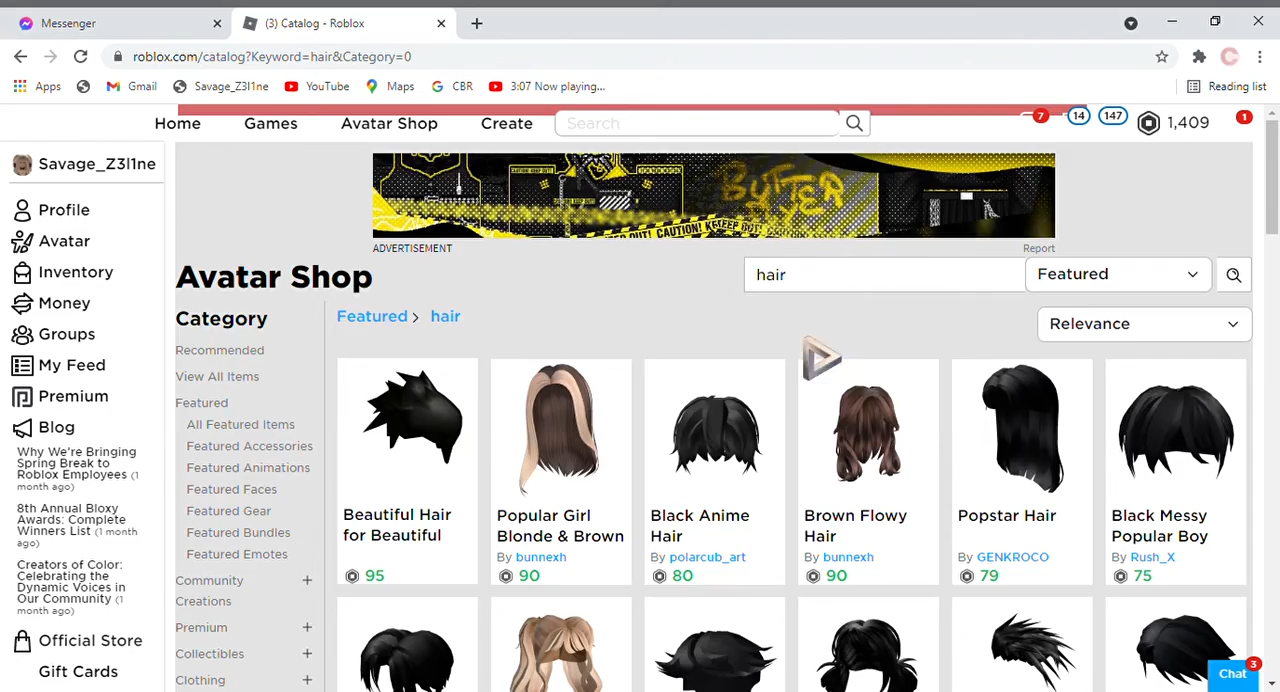 Messenger
(3) Catalog - Roblox
roblox.com/catalog?Keyword=hair&Category=0
Apps
Gmail
Savage_Z3l1ne
YouTube
Maps
CBR
3:07 Now playing...
Reading list
Home
Games
Avatar Shop
Create
Search
7
14
147
1,409
1
Savage_Z3l1ne
Profile
Avatar
Inventory
Money
Groups
My Feed
Premium
Blog
Why We're Bringing
Spring Break to
Roblox Employees (1
month ago)
8th Annual Bloxy
Awards: Complete
Winners List (1 month
ago)
Creators of Color:
Celebrating the
Dynamic Voices in
Our Community (1
month ago)
Official Store
Gift Cards
BUTTER
CAUTION!
KEEP OUT!
ADVERTISEMENT
Report
Avatar Shop
hair
Featured
Category
Featured > hair
Relevance
Recommended
View All Items
Featured
All Featured Items
Featured Accessories
Featured Animations
Featured Faces
Featured Gear
Featured Bundles
Featured Emotes
Community +
Creations
Premium +
Collectibles +
Clothing +
Beautiful Hair
for Beautiful
95
Popular Girl
Blonde & Brown
By bunnexh
90
Black Anime
Hair
By polarcub_art
80
Brown Flowy
Hair
By bunnexh
90
Popstar Hair
By GENKROCO
79
Black Messy
Popular Boy
By Rush_X
75
Chat
3